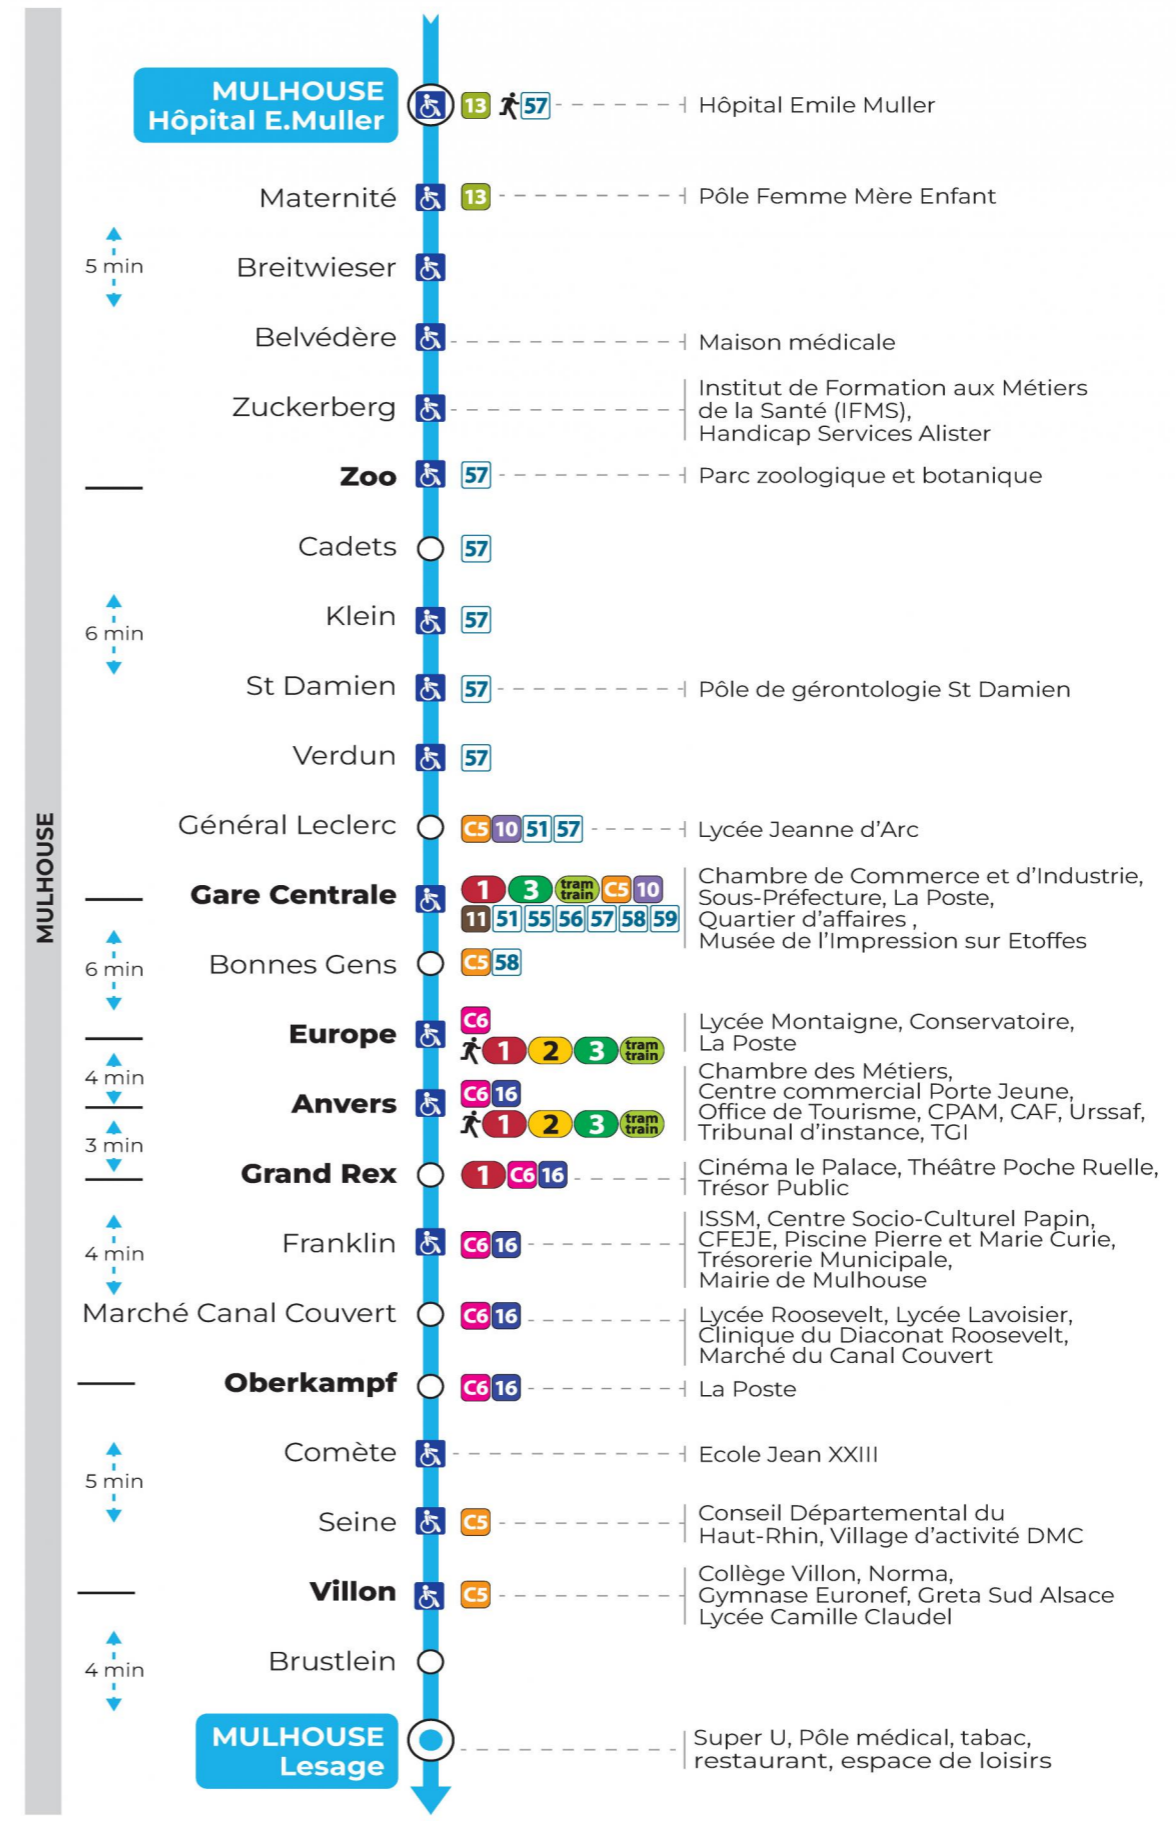 MULHOUSE
MULHOUSE
Hôpital E.Muller
13 57
Hôpital Emile Muller
Maternité
13
Pôle Femme Mère Enfant
5 min
Breitwieser
Belvédère
Maison médicale
Zuckerberg
Institut de Formation aux Métiers
de la Santé (IFMS),
Handicap Services Alister
Zoo
57
Parc zoologique et botanique
Cadets
57
6 min
Klein
57
St Damien
57
Pôle de gérontologie St Damien
Verdun
57
Général Leclerc
C5 10 51 57
Lycée Jeanne d’Arc
Gare Centrale
1 3 tram train C5 10
11 51 55 56 57 58 59
Chambre de Commerce et d’Industrie,
Sous-Préfecture, La Poste,
Quartier d’affaires ,
Musée de l’Impression sur Etoffes
6 min
Bonnes Gens
C5 58
Europe
C6
1 2 3 tram train
Lycée Montaigne, Conservatoire,
La Poste
4 min
Anvers
C6 16
1 2 3 tram train
Chambre des Métiers,
Centre commercial Porte Jeune,
Office de Tourisme, CPAM, CAF, Urssaf,
Tribunal d’instance, TGI
3 min
Grand Rex
1 C6 16
Cinéma le Palace, Théâtre Poche Ruelle,
Trésor Public
4 min
Franklin
C6 16
ISSM, Centre Socio-Culturel Papin,
CFEJE, Piscine Pierre et Marie Curie,
Trésorerie Municipale,
Mairie de Mulhouse
Marché Canal Couvert
C6 16
Lycée Roosevelt, Lycée Lavoisier,
Clinique du Diaconat Roosevelt,
Marché du Canal Couvert
Oberkampf
C6 16
La Poste
Comète
Ecole Jean XXIII
5 min
Seine
C5
Conseil Départemental du
Haut-Rhin, Village d’activité DMC
Villon
C5
Collège Villon, Norma,
Gymnase Euronef, Greta Sud Alsace
Lycée Camille Claudel
4 min
Brustlein
MULHOUSE
Lesage
Super U, Pôle médical, tabac,
restaurant, espace de loisirs